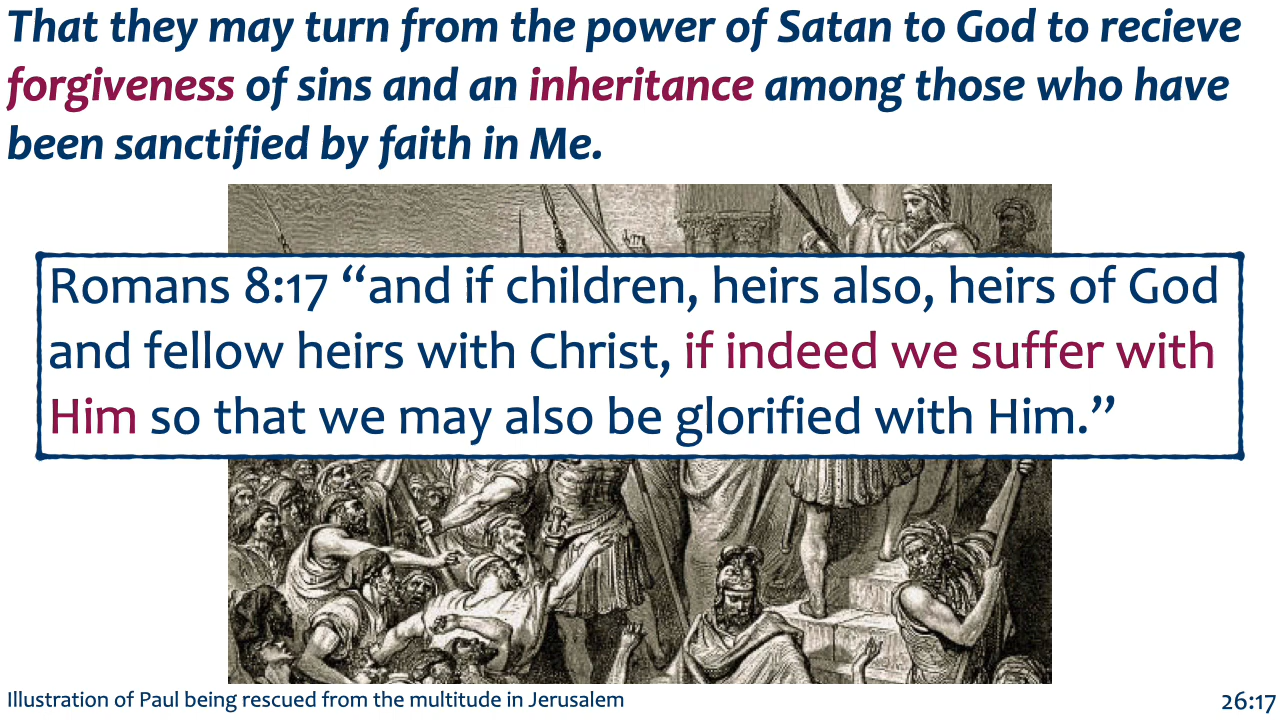 That they may turn from the power of Satan to God to recieve
forgiveness of sins and an inheritance among those who have
been sanctified by faith in Me.
Romans 8:17 “and if children, heirs also, heirs of God
and fellow heirs with Christ, if indeed we suffer with
Him so that we may also be glorified with Him.”
Illustration of Paul being rescued from the multitude in Jerusalem
26:17